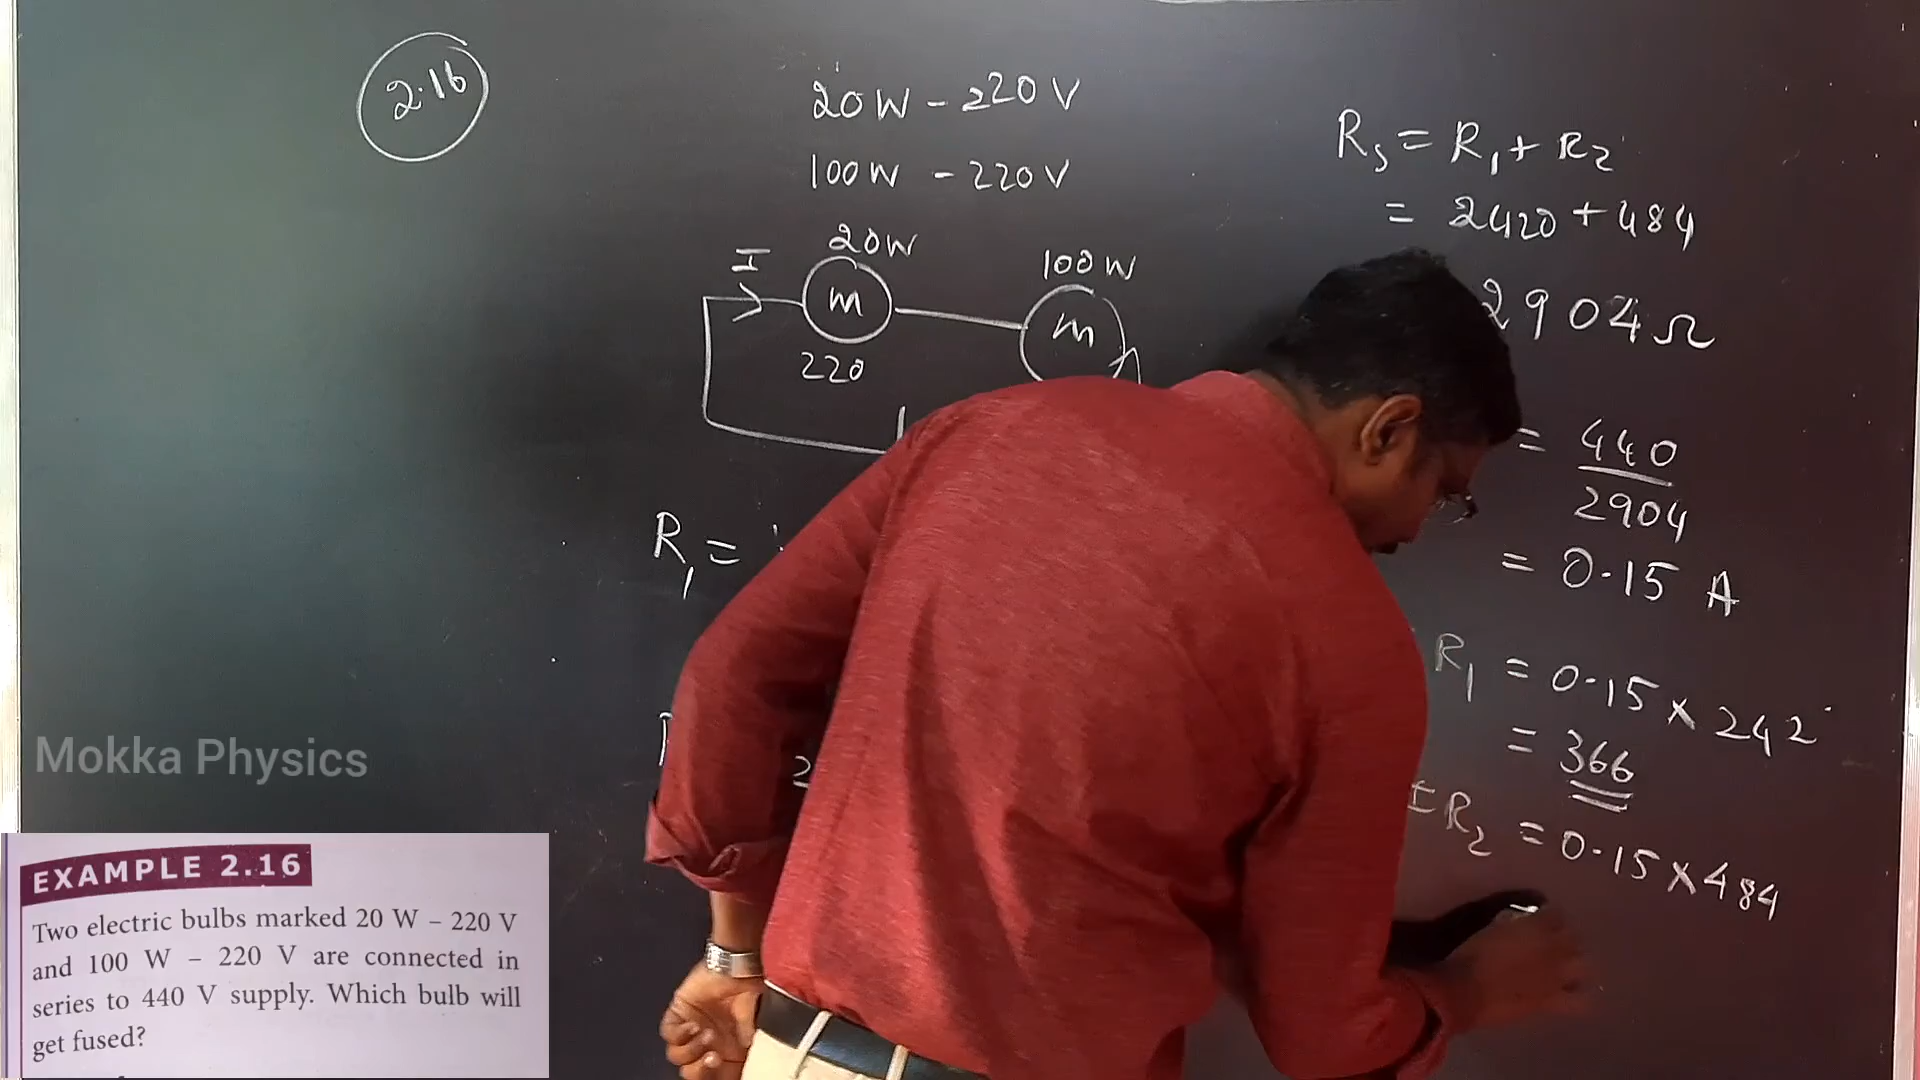 2.16
20W - 220V
100W - 220V
I
20W
100W
m
m
220
R1 =
2
Rs = R1 + R2
= 2420 + 484
2904 Ω
= 440
2904
= 0.15 A
R1 = 0.15 × 242
= 366
IR2 = 0.15 × 484
=
Mokka Physics
EXAMPLE 2.16
Two electric bulbs marked 20 W – 220 V
and 100 W – 220 V are connected in
series to 440 V supply. Which bulb will
get fused?